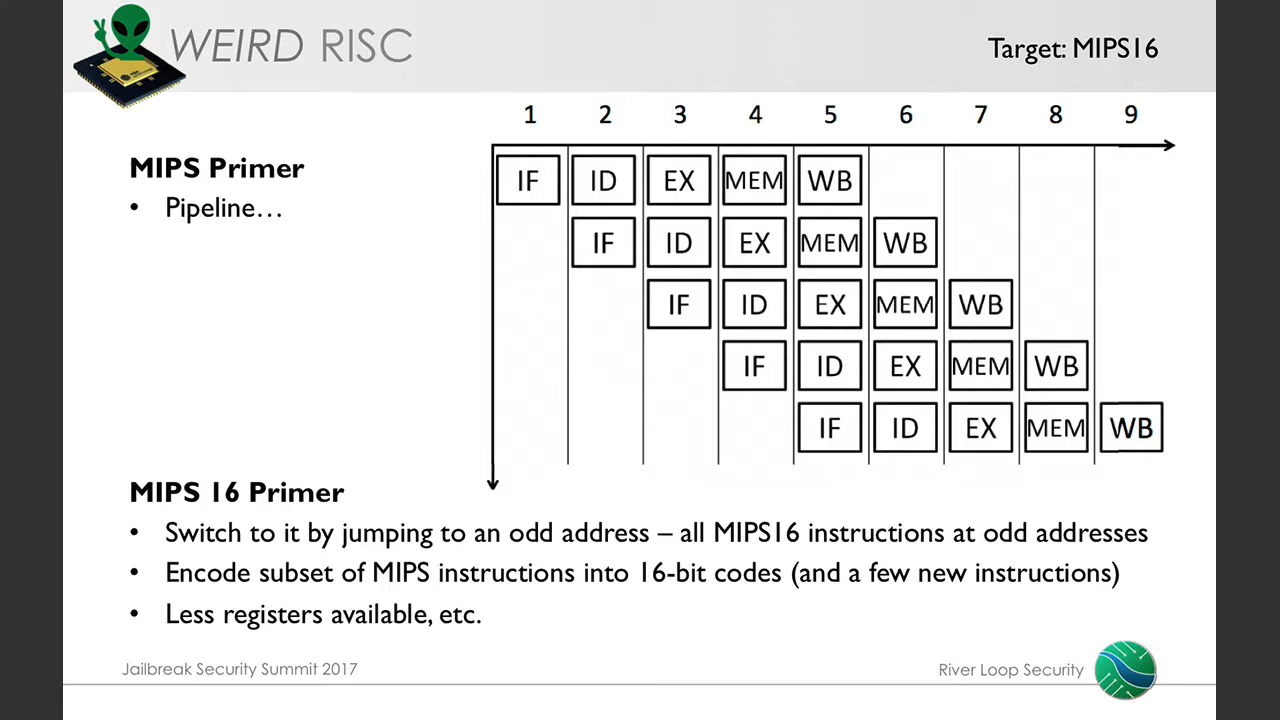 WEIRD RISC
Target: MIPS16
1 2 3 4 5 6 7 8 9
MIPS Primer
• Pipeline…
IF ID EX MEM WB
IF ID EX MEM WB
IF ID EX MEM WB
IF ID EX MEM WB
IF ID EX MEM WB
MIPS 16 Primer
• Switch to it by jumping to an odd address – all MIPS16 instructions at odd addresses
• Encode subset of MIPS instructions into 16-bit codes (and a few new instructions)
• Less registers available, etc.
Jailbreak Security Summit 2017
River Loop Security